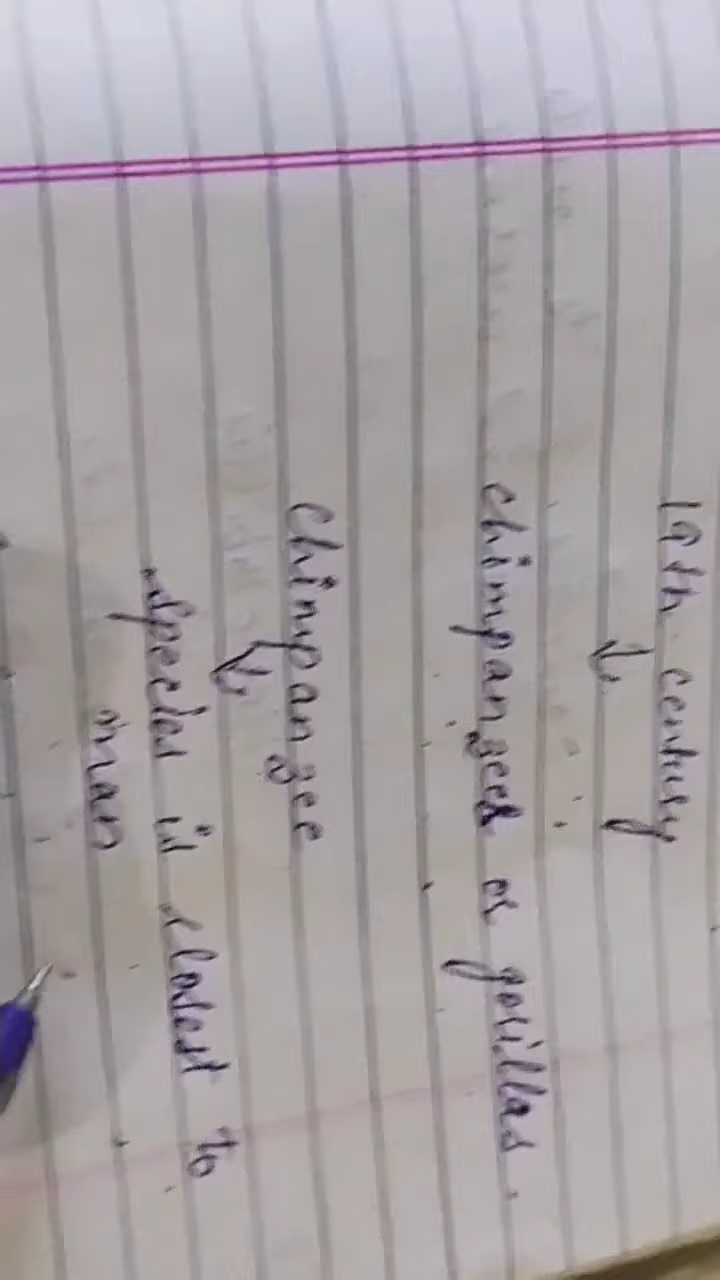 19th century
↓
chimpanzees or gorillas.
Chimpanzee
↓
species is closest to
man